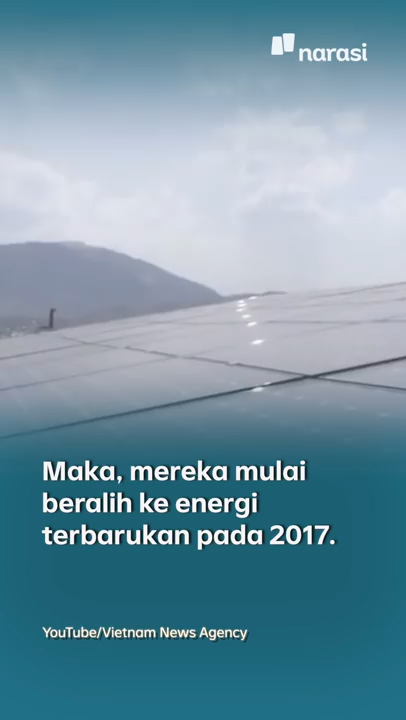 narasi
Maka, mereka mulai
beralih ke energi
terbarukan pada 2017.
YouTube/Vietnam News Agency